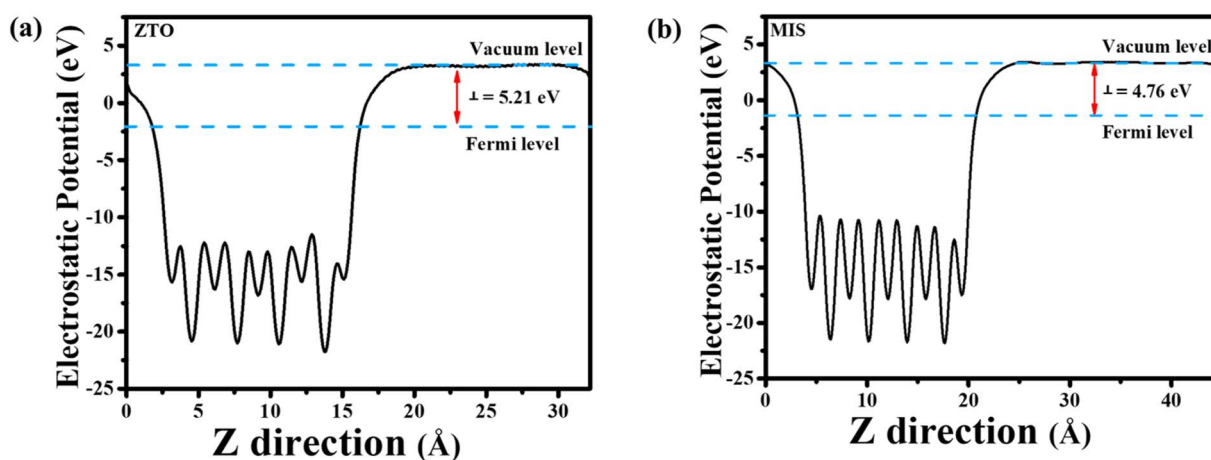 (a)
ZTO
Electrostatic Potential (eV)
5
0
-5
-10
-15
-20
-25
Vacuum level
⊥ = 5.21 eV
Fermi level
0 5 10 15 20 25 30
Z direction (Å)
(b)
MIS
Electrostatic Potential (eV)
5
0
-5
-10
-15
-20
-25
Vacuum level
⊥ = 4.76 eV
Fermi level
0 10 20 30 40
Z direction (Å)